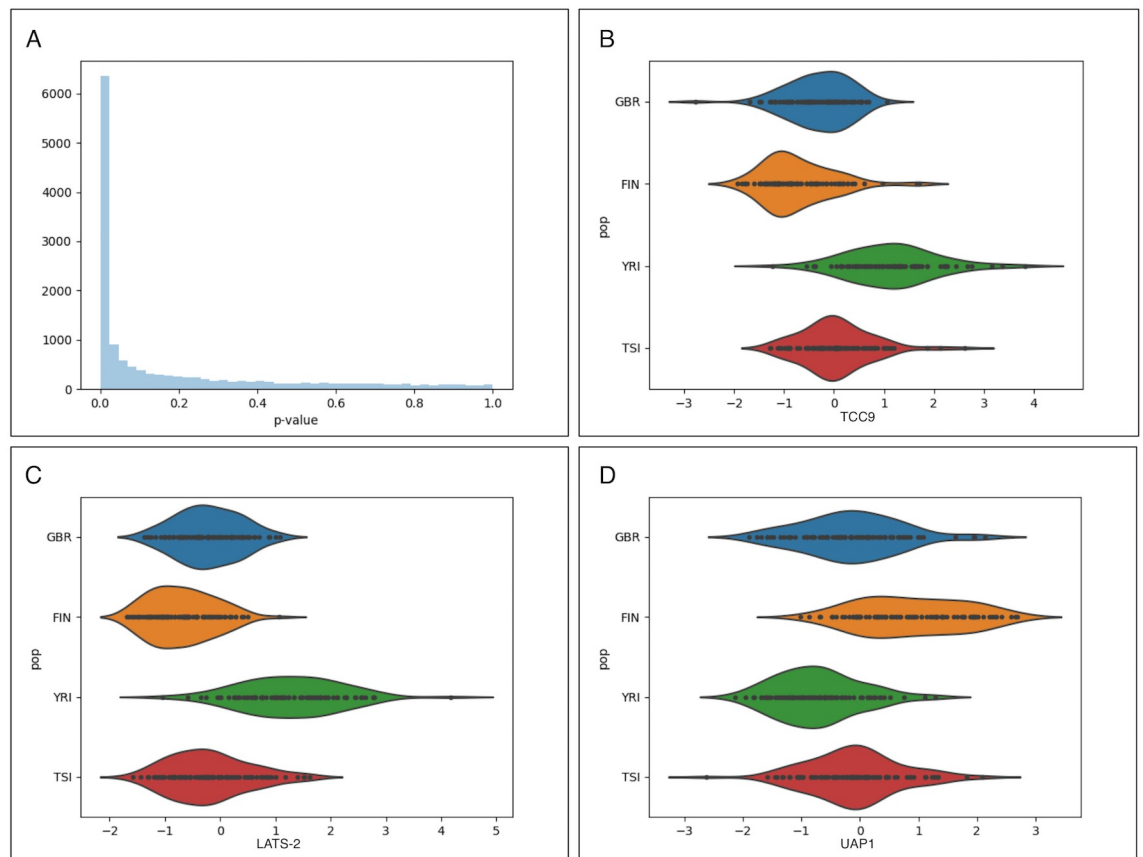 A
6000
5000
4000
3000
2000
1000
0
0.0 0.2 0.4 0.6 0.8 1.0
p-value
B
GBR
FIN
YRI
TSI
pop
−3 −2 −1 0 1 2 3 4
TCC9
C
GBR
FIN
YRI
TSI
pop
−2 −1 0 1 2 3 4 5
LATS-2
D
GBR
FIN
YRI
TSI
pop
−3 −2 −1 0 1 2 3
UAP1